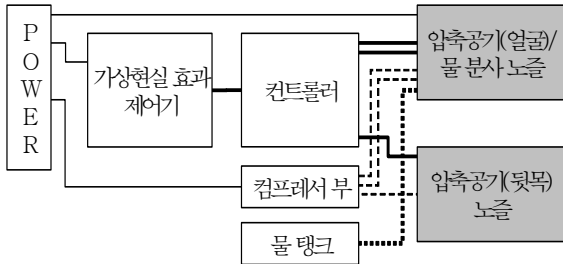 POWER
가상현실 효과
제어기
컨트롤러
압축공기(얼굴)/
물 분사 노즐
컴프레서 부
압축공기(뒷목)
노즐
물 탱크